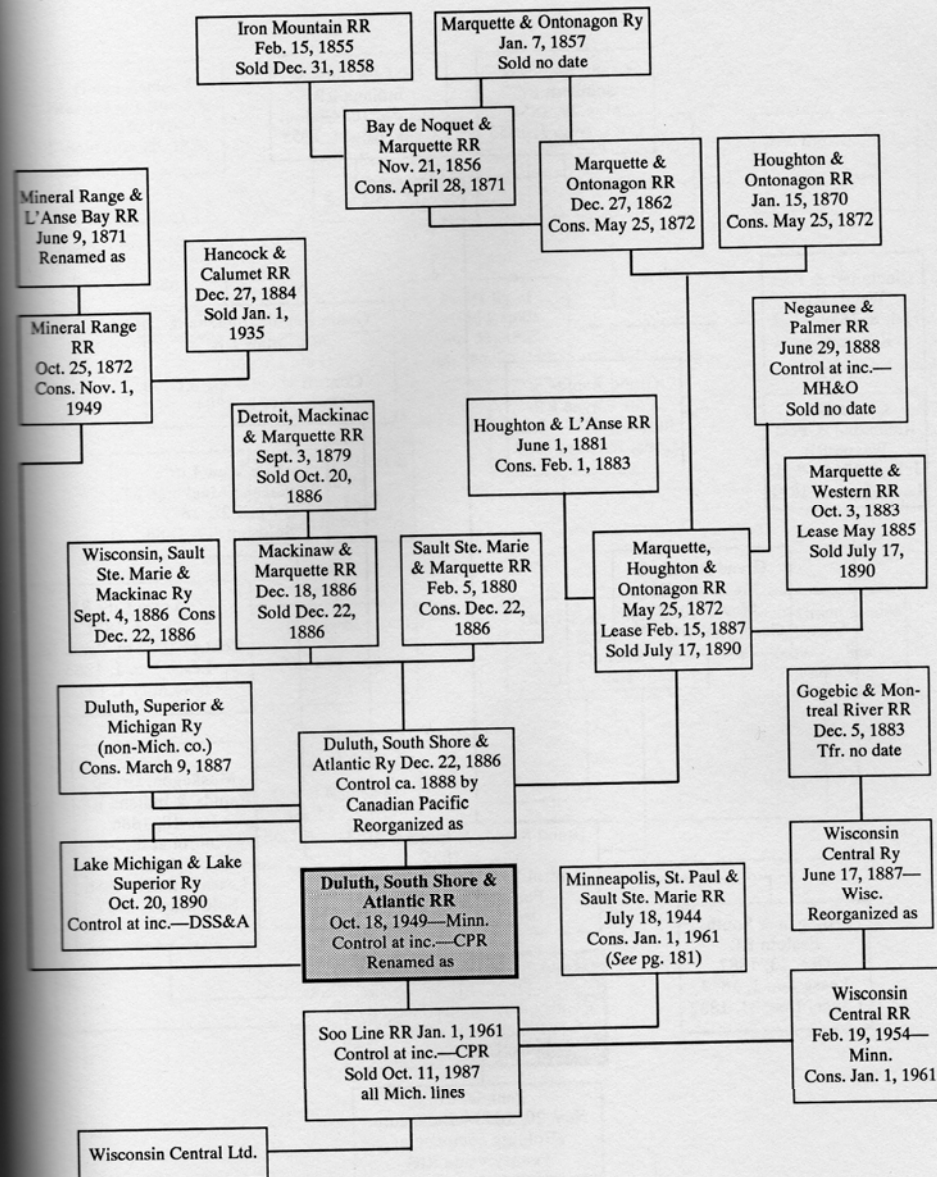 Iron Mountain RR
Feb. 15, 1855
Sold Dec. 31, 1858
Marquette & Ontonagon Ry
Jan. 7, 1857
Sold no date
Bay de Noquet &
Marquette RR
Nov. 21, 1856
Cons. April 28, 1871
Marquette &
Ontonagon RR
Dec. 27, 1862
Cons. May 25, 1872
Houghton &
Ontonagon RR
Jan. 15, 1870
Cons. May 25, 1872
Mineral Range &
L'Anse Bay RR
June 9, 1871
Renamed as
Hancock &
Calumet RR
Dec. 27, 1884
Sold Jan. 1,
1935
Mineral Range
RR
Oct. 25, 1872
Cons. Nov. 1,
1949
Negaunee &
Palmer RR
June 29, 1888
Control at inc.—
MH&O
Sold no date
Detroit, Mackinac
& Marquette RR
Sept. 3, 1879
Sold Oct. 20,
1886
Houghton & L'Anse RR
June 1, 1881
Cons. Feb. 1, 1883
Marquette &
Western RR
Oct. 3, 1883
Lease May 1885
Sold July 17,
1890
Wisconsin, Sault
Ste. Marie &
Mackinac Ry
Sept. 4, 1886 Cons
Dec. 22, 1886
Mackinaw &
Marquette RR
Dec. 18, 1886
Sold Dec. 22,
1886
Sault Ste. Marie
& Marquette RR
Feb. 5, 1880
Cons. Dec. 22,
1886
Marquette,
Houghton &
Ontonagon RR
May 25, 1872
Lease Feb. 15, 1887
Sold July 17, 1890
Duluth, Superior &
Michigan Ry
(non-Mich. co.)
Cons. March 9, 1887
Duluth, South Shore &
Atlantic Ry Dec. 22, 1886
Control ca. 1888 by
Canadian Pacific
Reorganized as
Gogebic & Mon-
treal River RR
Dec. 5, 1883
Tfr. no date
Lake Michigan & Lake
Superior Ry
Oct. 20, 1890
Control at inc.—DSS&A
Duluth, South Shore &
Atlantic RR
Oct. 18, 1949—Minn.
Control at inc.—CPR
Renamed as
Minneapolis, St. Paul &
Sault Ste. Marie RR
July 18, 1944
Cons. Jan. 1, 1961
(See pg. 181)
Wisconsin
Central Ry
June 17, 1887—
Wisc.
Reorganized as
Soo Line RR Jan. 1, 1961
Control at inc.—CPR
Sold Oct. 11, 1987
all Mich. lines
Wisconsin
Central RR
Feb. 19, 1954—
Minn.
Cons. Jan. 1, 1961
Wisconsin Central Ltd.